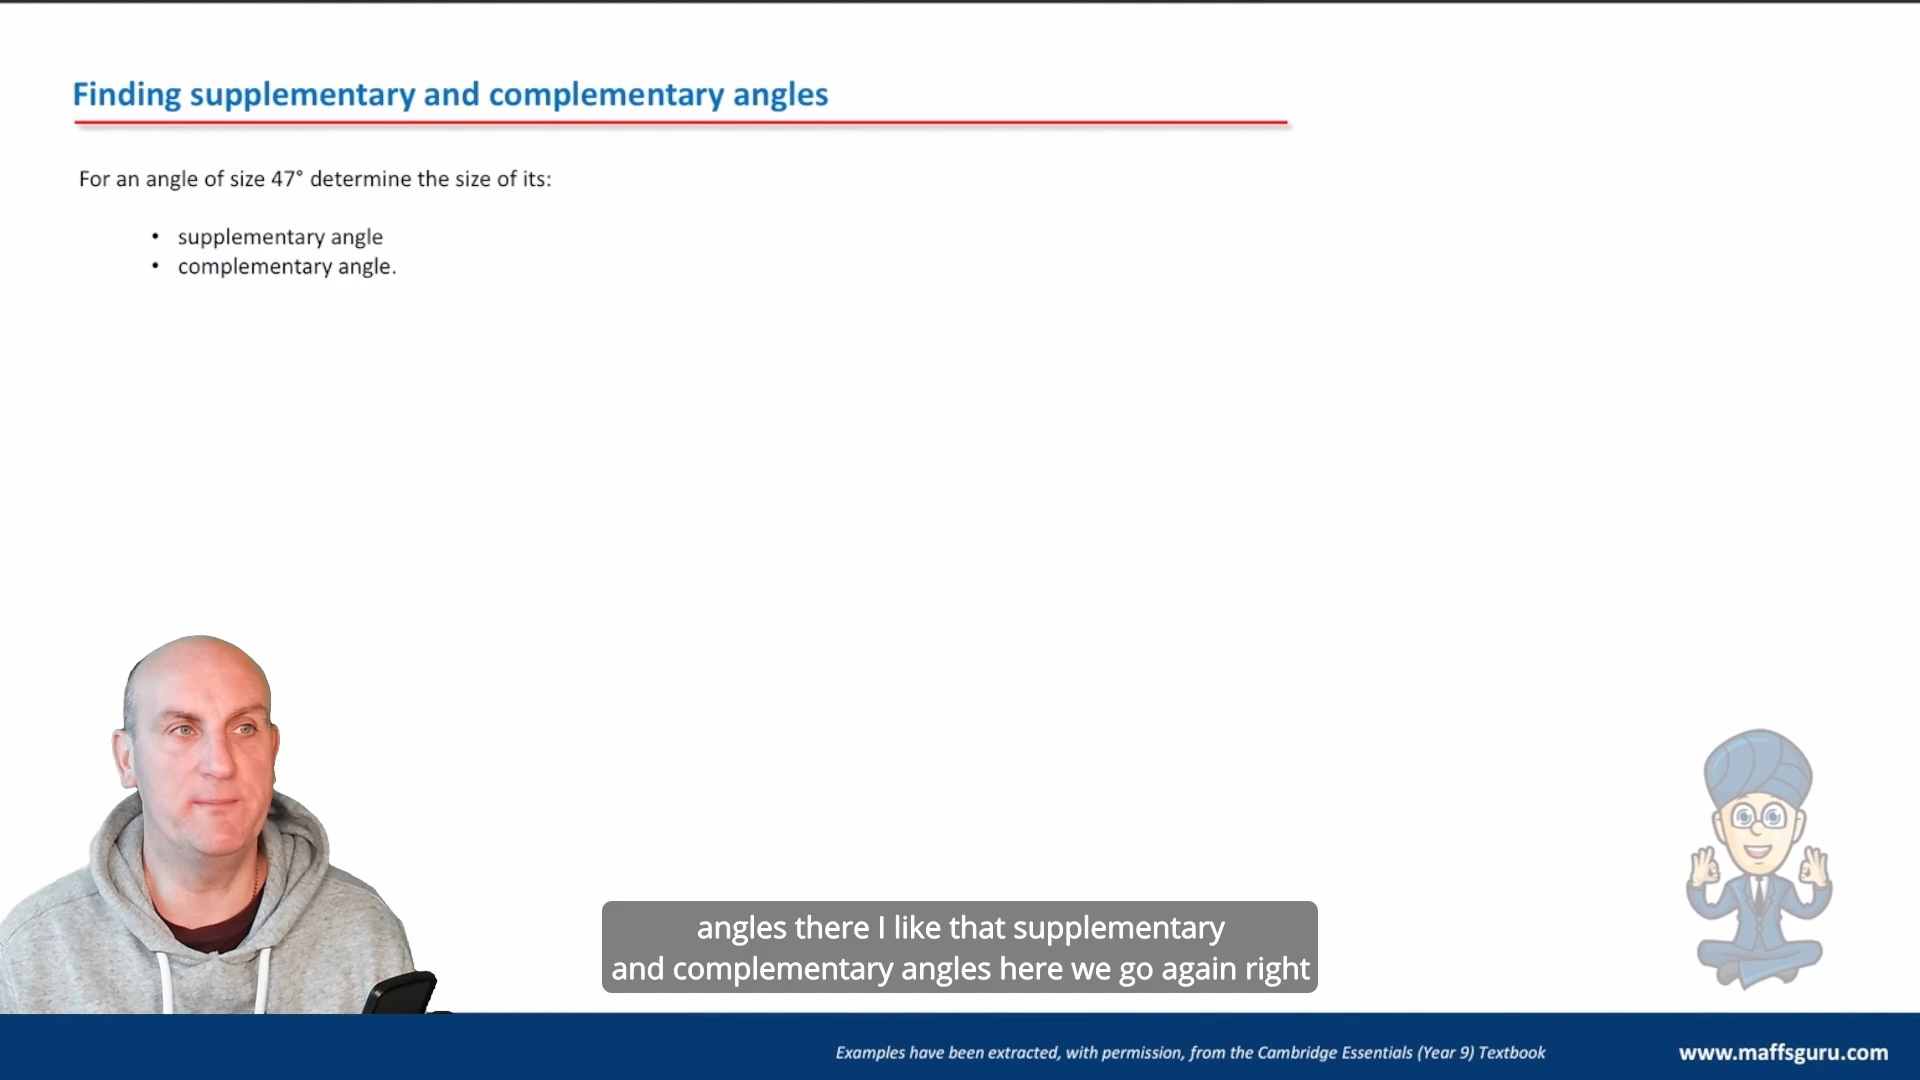 Finding supplementary and complementary angles
For an angle of size 47° determine the size of its:
• supplementary angle
• complementary angle.
angles there I like that supplementary
and complementary angles here we go again right
Examples have been extracted, with permission, from the Cambridge Essentials (Year 9) Textbook
www.maffsguru.com